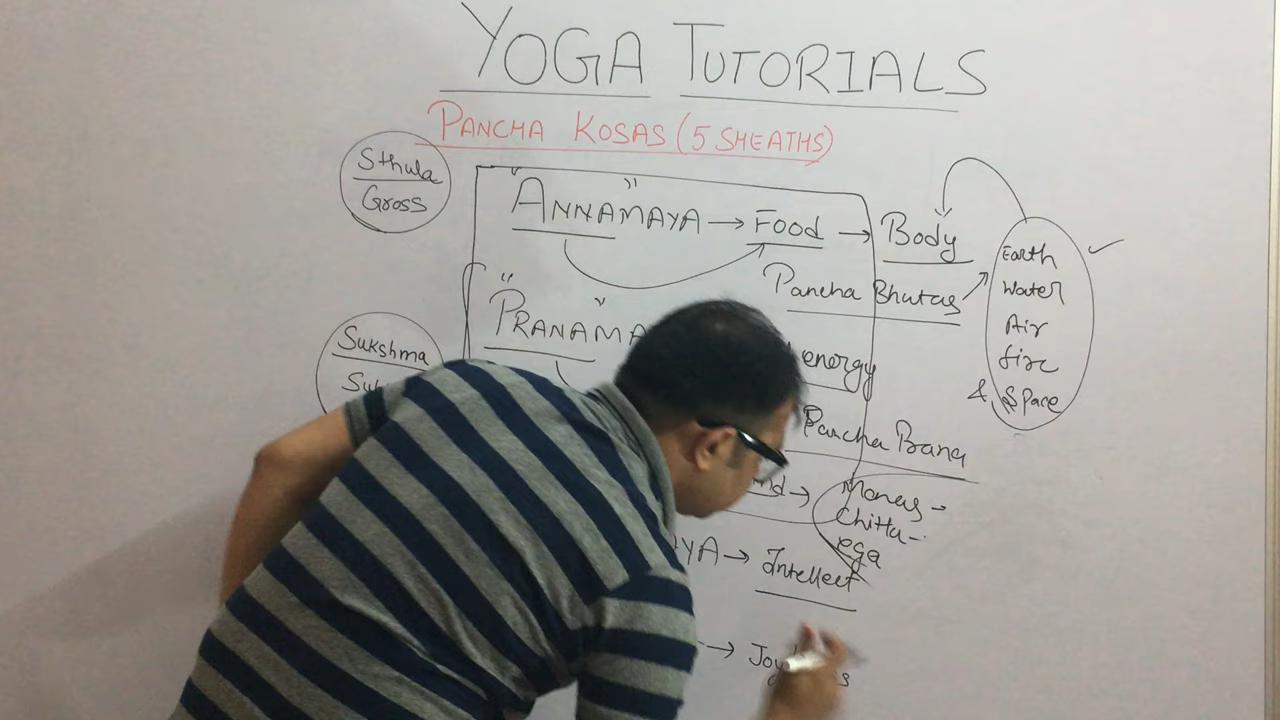 YOGA TUTORIALS
PANCHA KOSAS (5 SHEATHS)
Sthula
Gross
"ANNAMAYA" → Food → Body
Pancha Bhutas
Earth
Water
Air
fire
& Space
"PRANAMA
energy
Sukshma
Pancha Prana
Manas -
Chitta -
ego
YA → Intellect
→ Joy